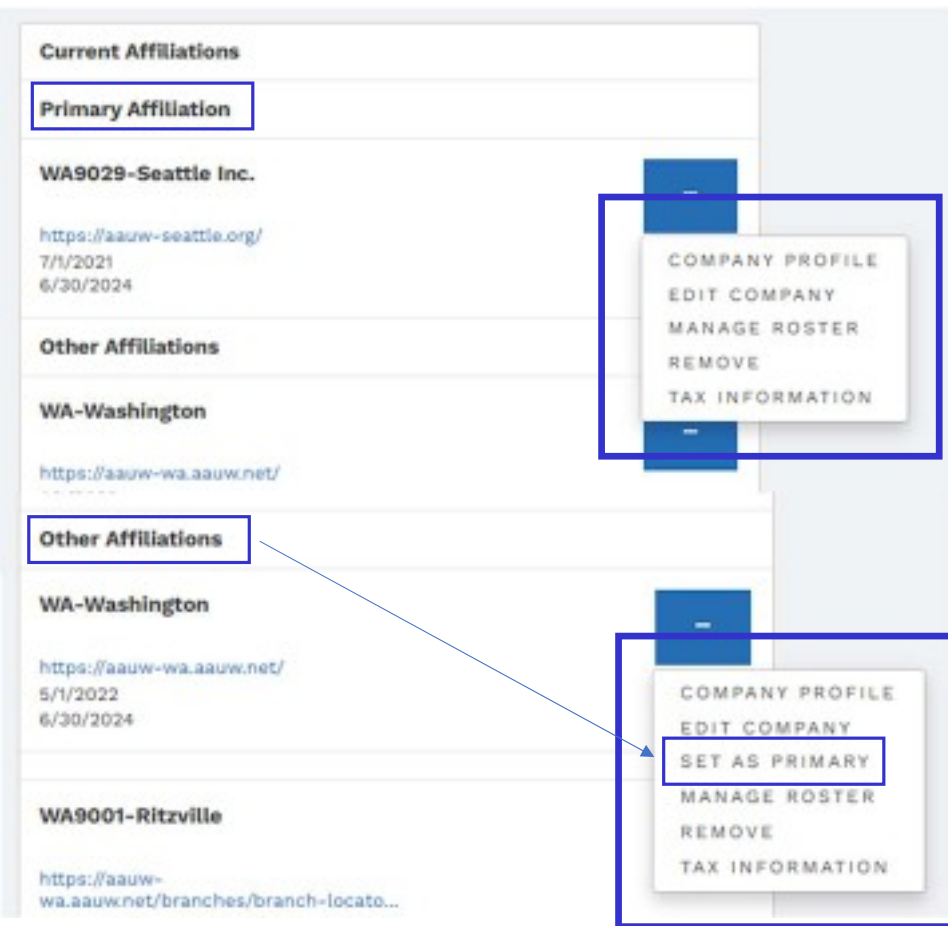 Current Affiliations
Primary Affiliation
WA9029-Seattle Inc.
https://aauw-seattle.org/
7/1/2021
6/30/2024
COMPANY PROFILE
EDIT COMPANY
MANAGE ROSTER
REMOVE
TAX INFORMATION
Other Affiliations
WA-Washington
https://aauw-wa.aauw.net/
Other Affiliations
WA-Washington
https://aauw-wa.aauw.net/
5/1/2022
6/30/2024
COMPANY PROFILE
EDIT COMPANY
SET AS PRIMARY
MANAGE ROSTER
REMOVE
TAX INFORMATION
WA9001-Ritzville
https://aauw-
wa.aauw.net/branches/branch-locato...